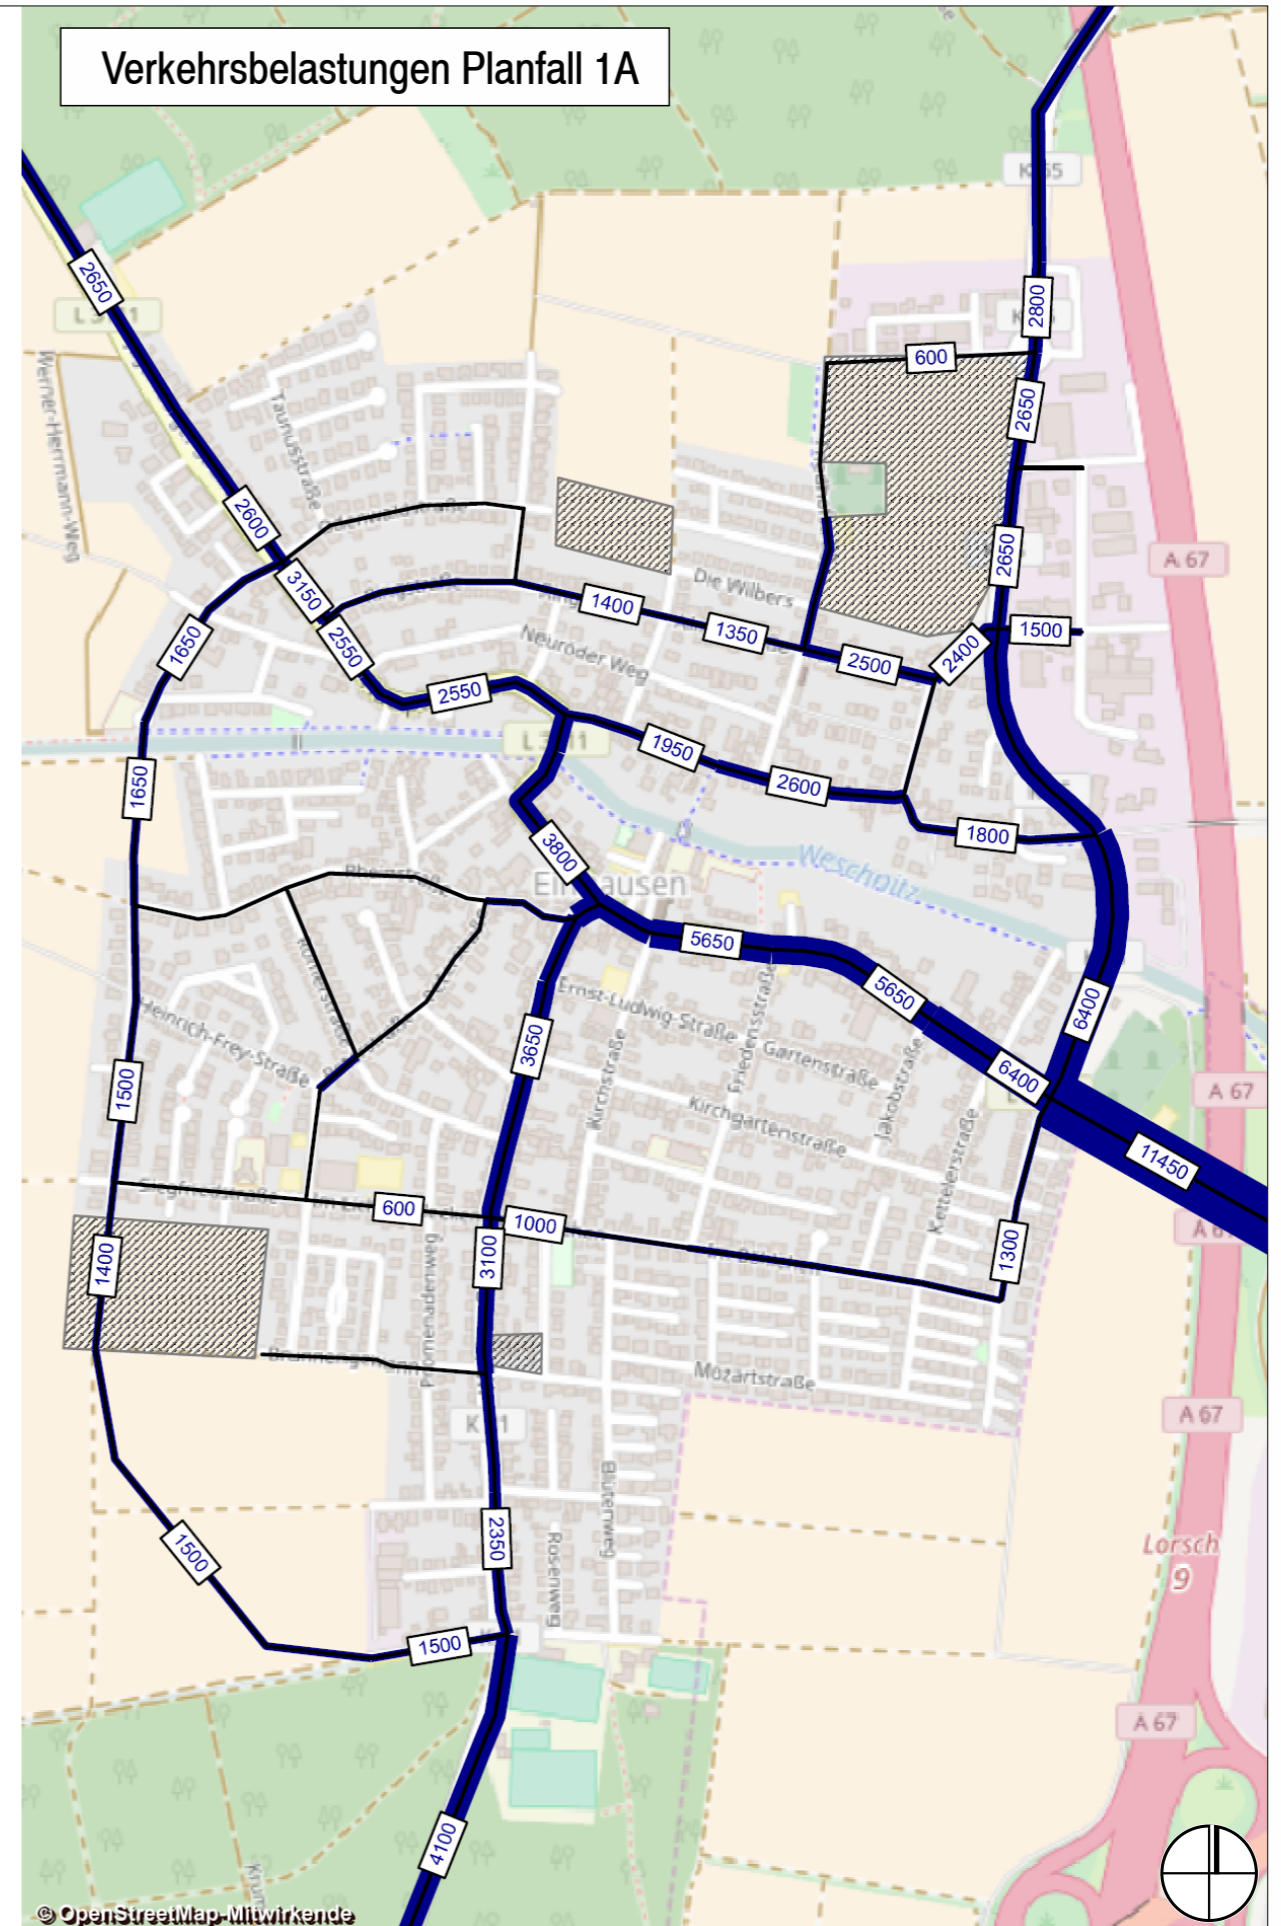 Verkehrsbelastungen Planfall 1A
2650
2800
600
2650
Werner-Herrmann-Weg
Taunusstraße
2600
2650
A 67
3150
Die Wilbers
1400
1350
1500
2550
1650
Neuroder Weg
2500
2400
2550
1950
2600
1650
1800
Weschnitz
3800
Einhausen
5650
5650
Ernst-Ludwig-Straße
Friedensstraße
6400
3650
Heinrich-Frey-Straße
Gartenstraße
Kirchstraße
Jakobstraße
6400
1500
A 67
Kirchgartenstraße
Kettelerstraße
11450
600
1000
3100
1300
1400
Promenadenweg
Mozartstraße
A 67
Blütenweg
2350
Rosenweg
1500
Lorsch
9
1500
A 67
4100
© OpenStreetMap-Mitwirkende